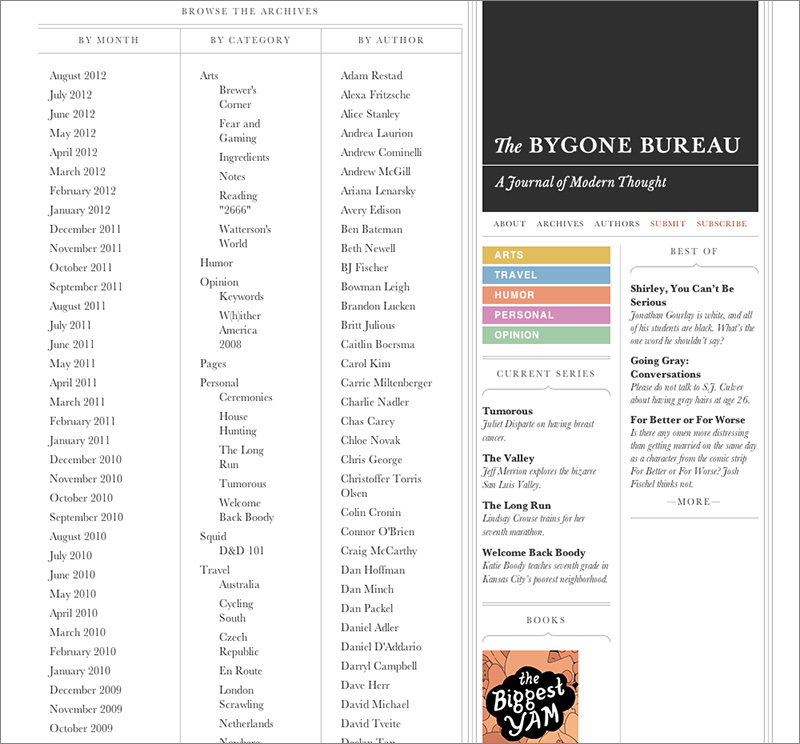 BROWSE THE ARCHIVES
BY MONTH
August 2012
July 2012
June 2012
May 2012
April 2012
March 2012
February 2012
January 2012
December 2011
November 2011
October 2011
September 2011
August 2011
July 2011
June 2011
May 2011
April 2011
March 2011
February 2011
January 2011
December 2010
November 2010
October 2010
September 2010
August 2010
July 2010
June 2010
May 2010
April 2010
March 2010
February 2010
January 2010
December 2009
November 2009
October 2009
BY CATEGORY
Arts
Brewer's
Corner
Fear and
Gaming
Ingredients
Notes
Reading
"2666"
Watterson's
World
Humor
Opinion
Keywords
W(h)ither
America
2008
Pages
Personal
Ceremonies
House
Hunting
The Long
Run
Tumorous
Welcome
Back Boody
Squid
D&D 101
Travel
Australia
Cycling
South
Czech
Republic
En Route
London
Scrawling
Netherlands
BY AUTHOR
Adam Restad
Alexa Fritzsche
Alice Stanley
Andrea Laurion
Andrew Cominelli
Andrew McGill
Ariana Lenarsky
Avery Edison
Ben Bateman
Beth Newell
BJ Fischer
Bowman Leigh
Brandon Lucken
Britt Julious
Caitlin Boersma
Carol Kim
Carrie Miltenberger
Charlie Nadler
Chas Carey
Chloe Novak
Chris George
Christoffer Torris
Olsen
Colin Cronin
Connor O'Brien
Craig McCarthy
Dan Hoffman
Dan Minch
Dan Packel
Daniel Adler
Daniel D'Addario
Darryl Campbell
Dave Herr
David Michael
David Tveite
The BYGONE BUREAU
A Journal of Modern Thought
ABOUT ARCHIVES AUTHORS SUBMIT SUBSCRIBE
ARTS
TRAVEL
HUMOR
PERSONAL
OPINION
CURRENT SERIES
Tumorous
Juliet Disparte on having breast
cancer.
The Valley
Jeff Merrion explores the bizarre
San Luis Valley.
The Long Run
Lindsay Crouse trains for her
seventh marathon.
Welcome Back Boody
Katie Boody teaches seventh grade in
Kansas City's poorest neighborhood.
BOOKS
the
Biggest
YAM
BEST OF
Shirley, You Can't Be
Serious
Jonathan Gourlay is white, and all
of his students are black. What's the
one word he shouldn't say?
Going Gray:
Conversations
Please do not talk to S.J. Culver
about having gray hairs at age 26.
For Better or For Worse
Is there any omen more distressing
than getting married on the same day
as a character from the comic strip
For Better or For Worse? Josh
Fischel thinks not.
—MORE—